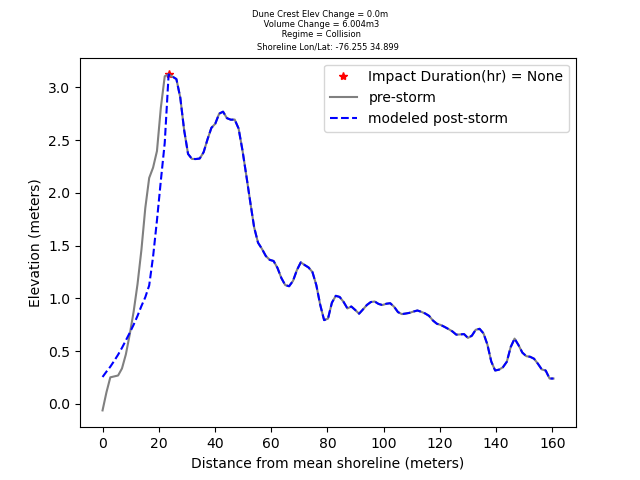 Dune Crest Elev Change = 0.0m
Volume Change = 6.004m3
Regime = Collision
Shoreline Lon/Lat: -76.255 34.899
Impact Duration(hr) = None
pre-storm
modeled post-storm
Elevation (meters)
3.0
2.5
2.0
1.5
1.0
0.5
0.0
0 20 40 60 80 100 120 140 160
Distance from mean shoreline (meters)